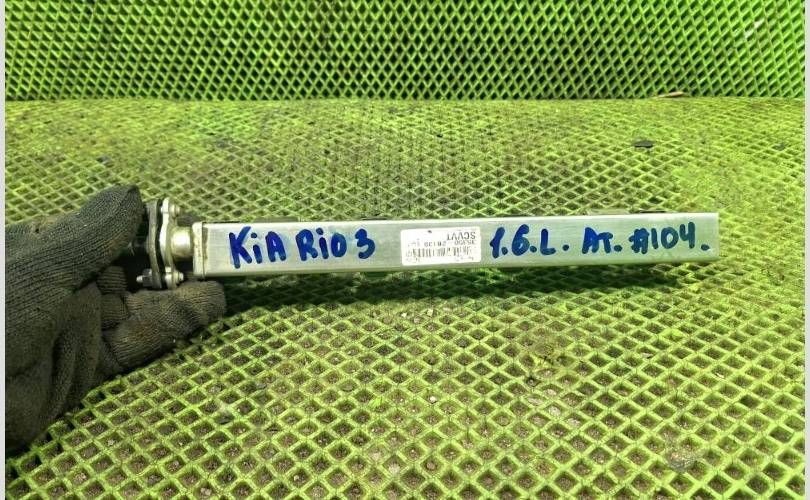 KiA RiO 3 1.6.L. AT. #104.
SCVVT